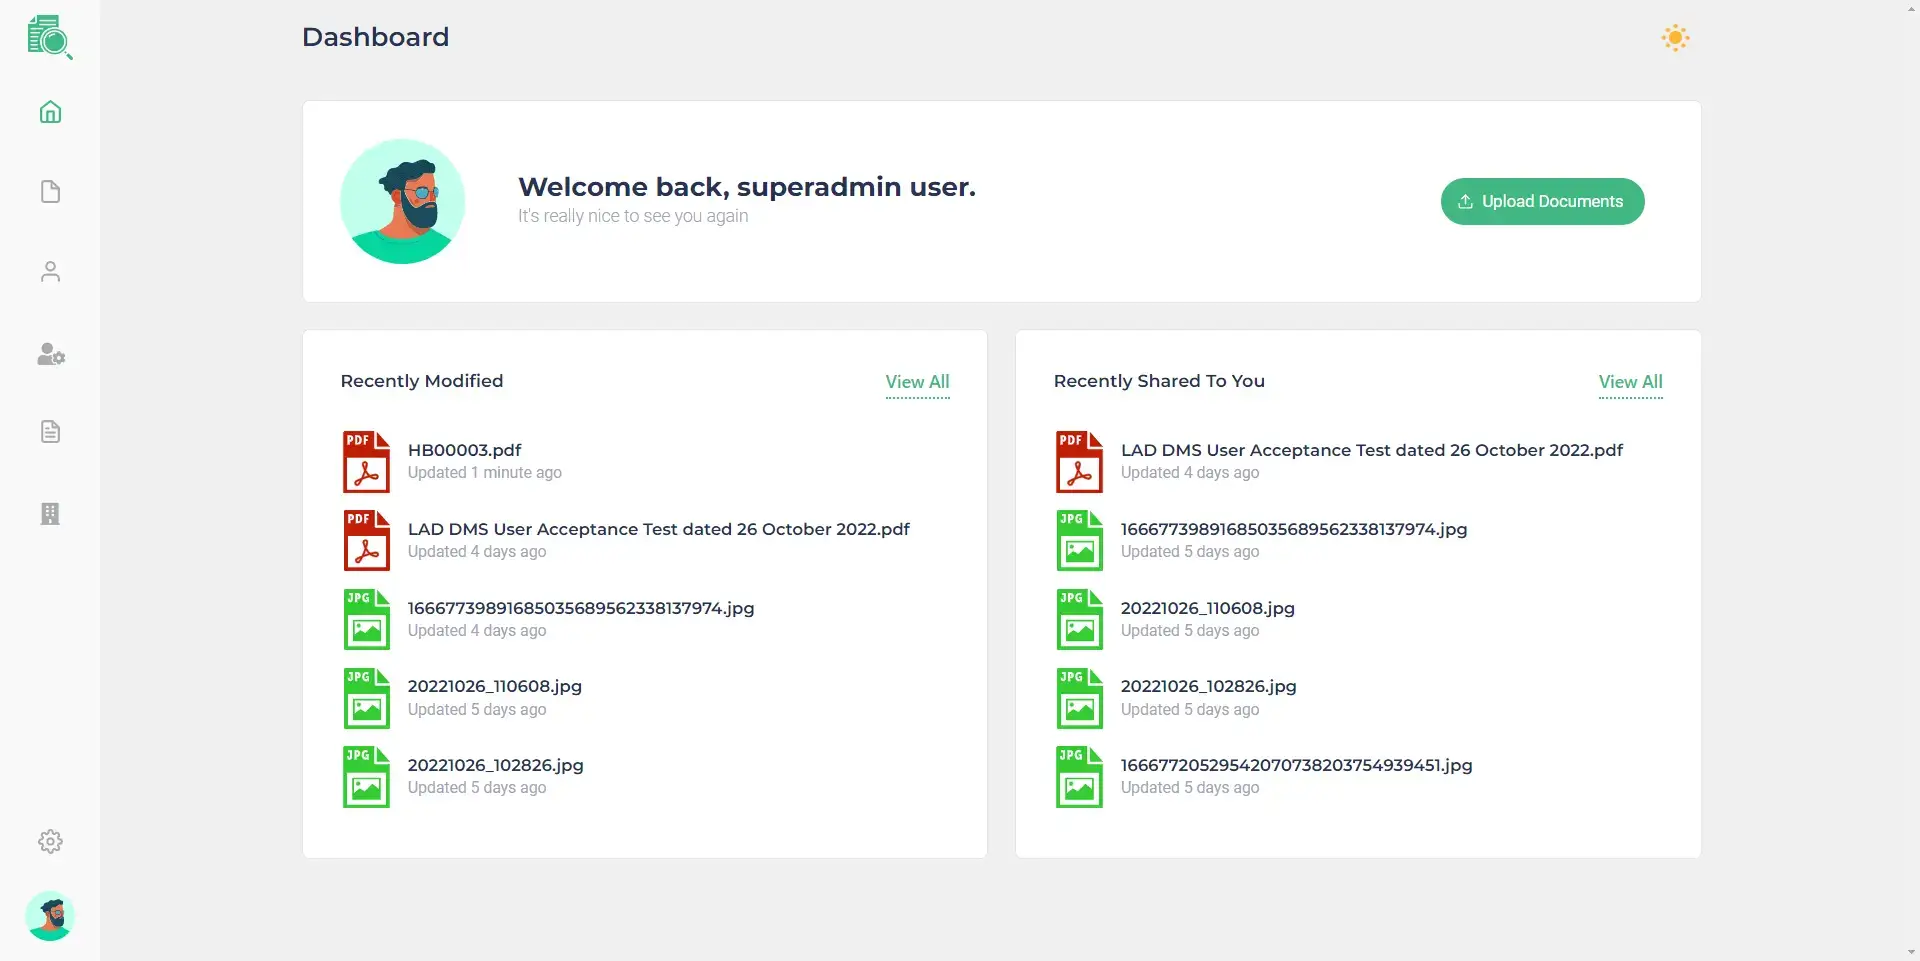 Dashboard
Welcome back, superadmin user.
It's really nice to see you again
Upload Documents
Recently Modified
View All
PDF
HB00003.pdf
Updated 1 minute ago
PDF
LAD DMS User Acceptance Test dated 26 October 2022.pdf
Updated 4 days ago
JPG
16667739891685035689562338137974.jpg
Updated 4 days ago
JPG
20221026_110608.jpg
Updated 5 days ago
JPG
20221026_102826.jpg
Updated 5 days ago
Recently Shared To You
View All
PDF
LAD DMS User Acceptance Test dated 26 October 2022.pdf
Updated 4 days ago
JPG
16667739891685035689562338137974.jpg
Updated 5 days ago
JPG
20221026_110608.jpg
Updated 5 days ago
JPG
20221026_102826.jpg
Updated 5 days ago
JPG
16667720529542070738203754939451.jpg
Updated 5 days ago